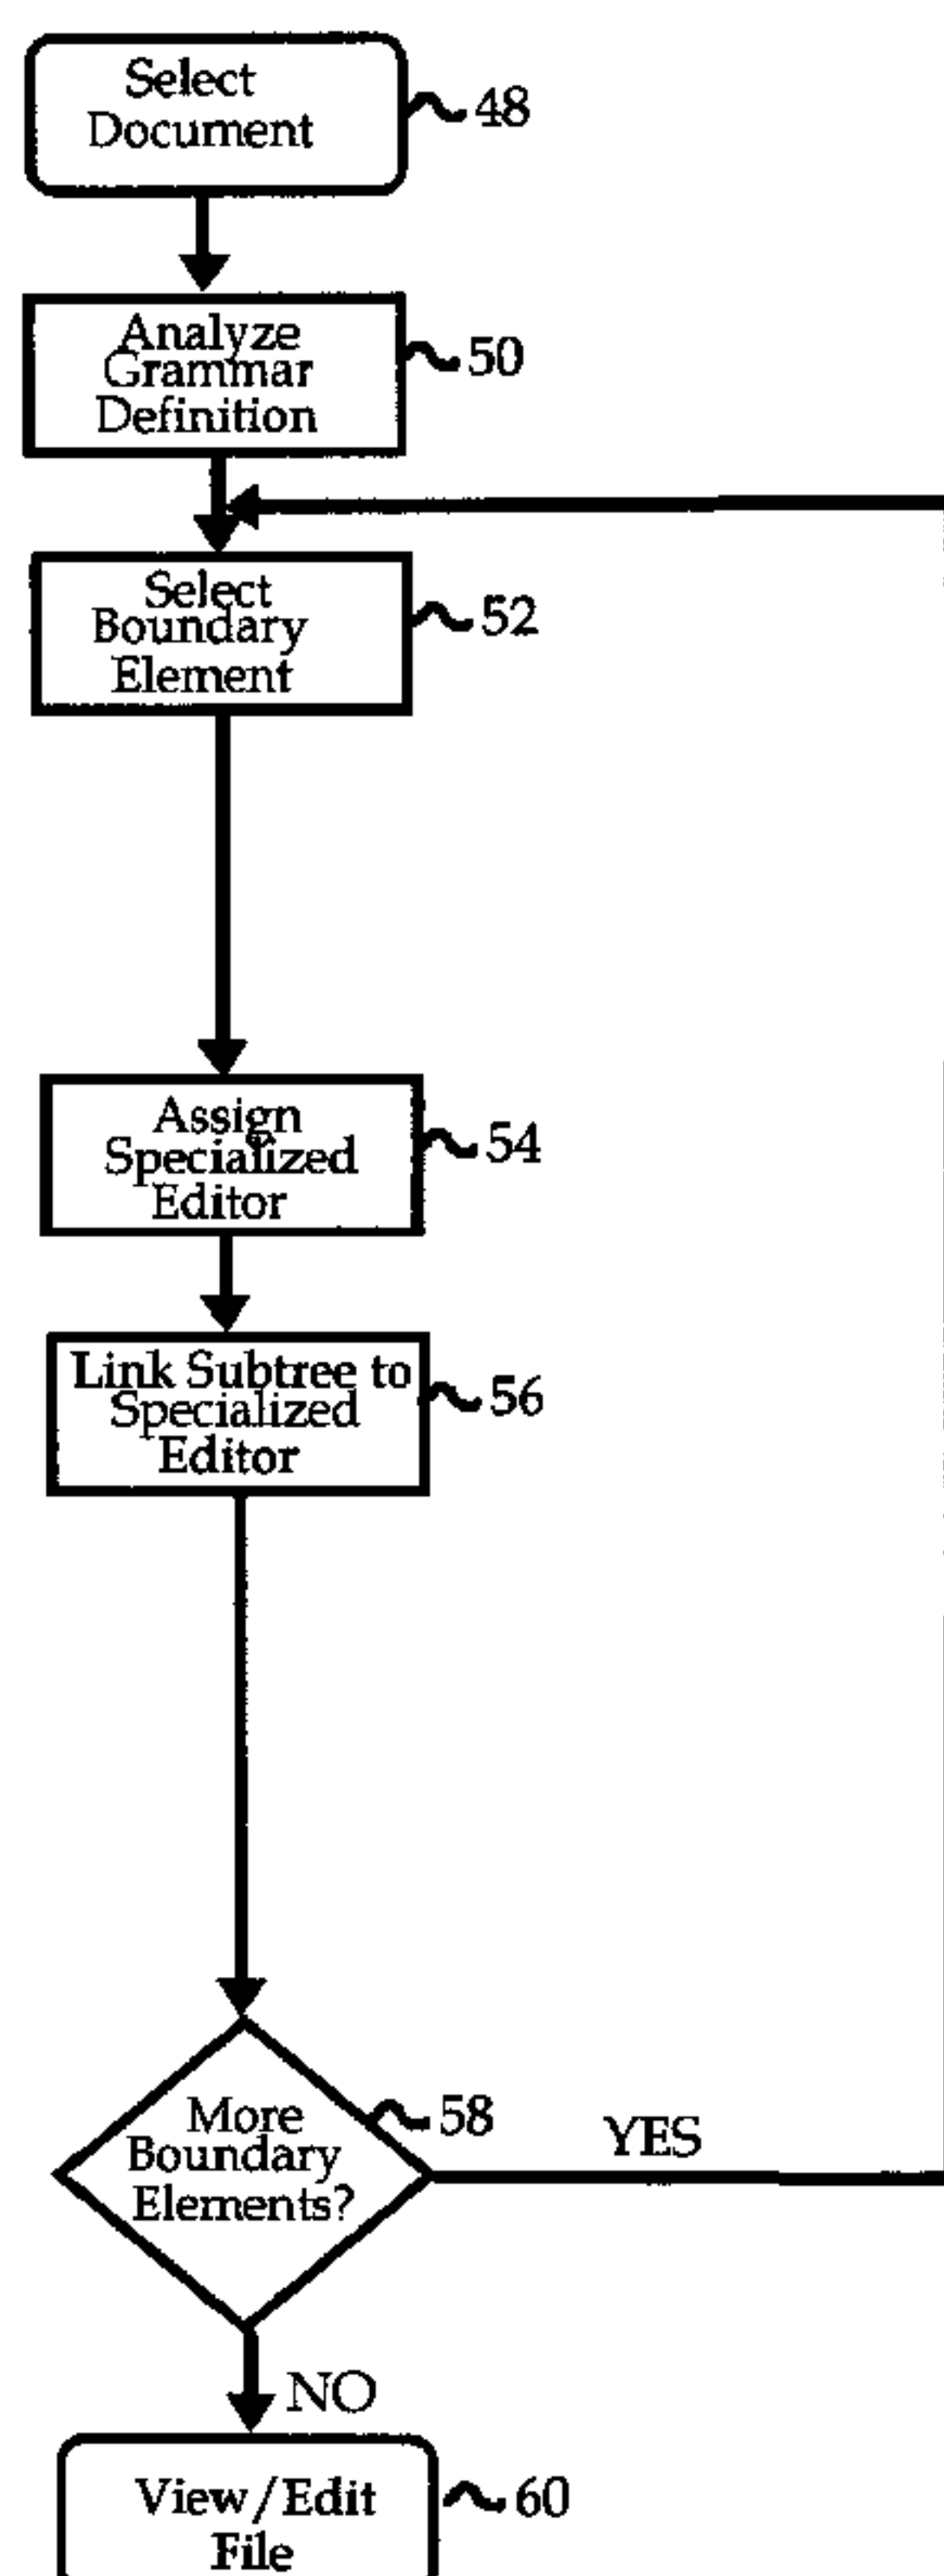 Select
Document
48
Analyze
Grammar
Definition
50
Select
Boundary
Element
52
Assign
Specialized
Editor
54
Link Subtree to
Specialized
Editor
56
More
Boundary
Elements?
58
YES
NO
View/Edit
File
60